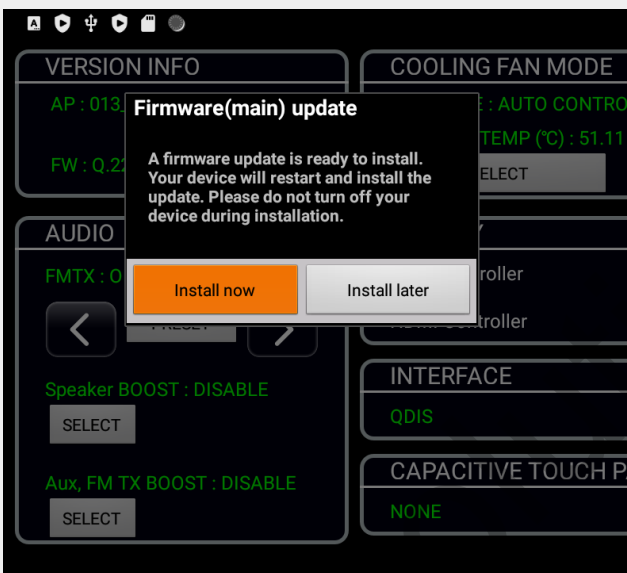 VERSION INFO
COOLING FAN MODE
AP : 013
: AUTO CONTRO
TEMP (℃) : 51.11
FW : Q.22
ELECT
Firmware(main) update
A firmware update is ready to install.
Your device will restart and install the
update. Please do not turn off your
device during installation.
Install now
Install later
AUDIO
FMTX : O
PRESET
Speaker BOOST : DISABLE
SELECT
Aux, FM TX BOOST : DISABLE
SELECT
roller
troller
INTERFACE
QDIS
CAPACITIVE TOUCH P
NONE